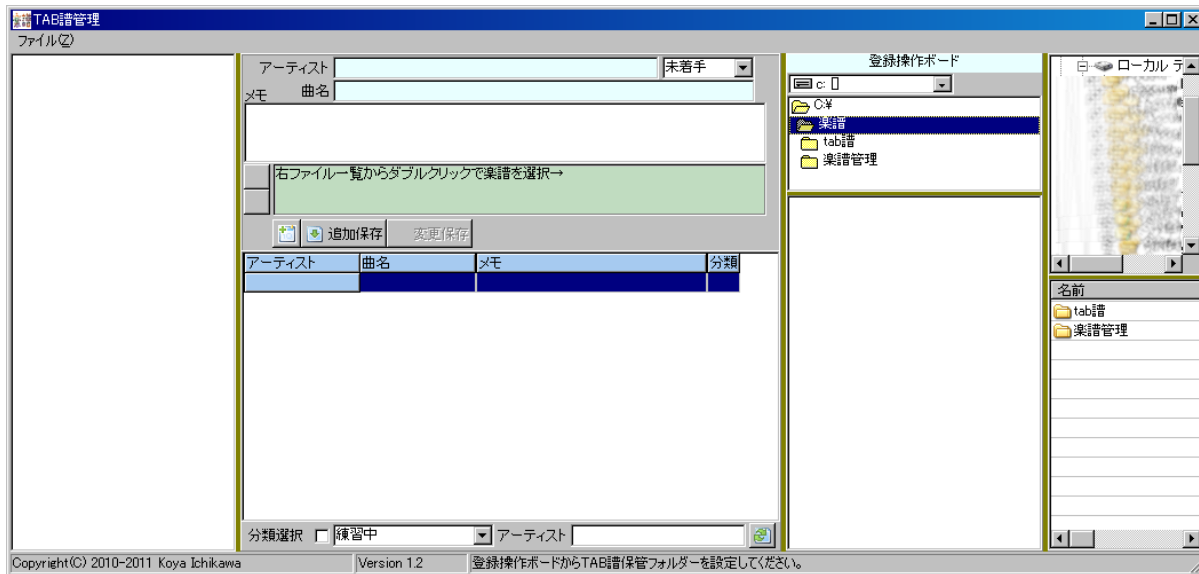 TAB譜管理
ファイル(Z)
アーティスト
未着手
曲名
メモ
右ファイル一覧からダブルクリックで楽譜を選択→
追加保存
変更保存
アーティスト 曲名 メモ 分類
分類選択 練習中 アーティスト
登録操作ボード
c: []
C:¥
楽譜
tab譜
楽譜管理
ローカル デ
名前
tab譜
楽譜管理
Copyright(C) 2010-2011 Koya Ichikawa Version 1.2 登録操作ボードからTAB譜保管フォルダーを設定してください。